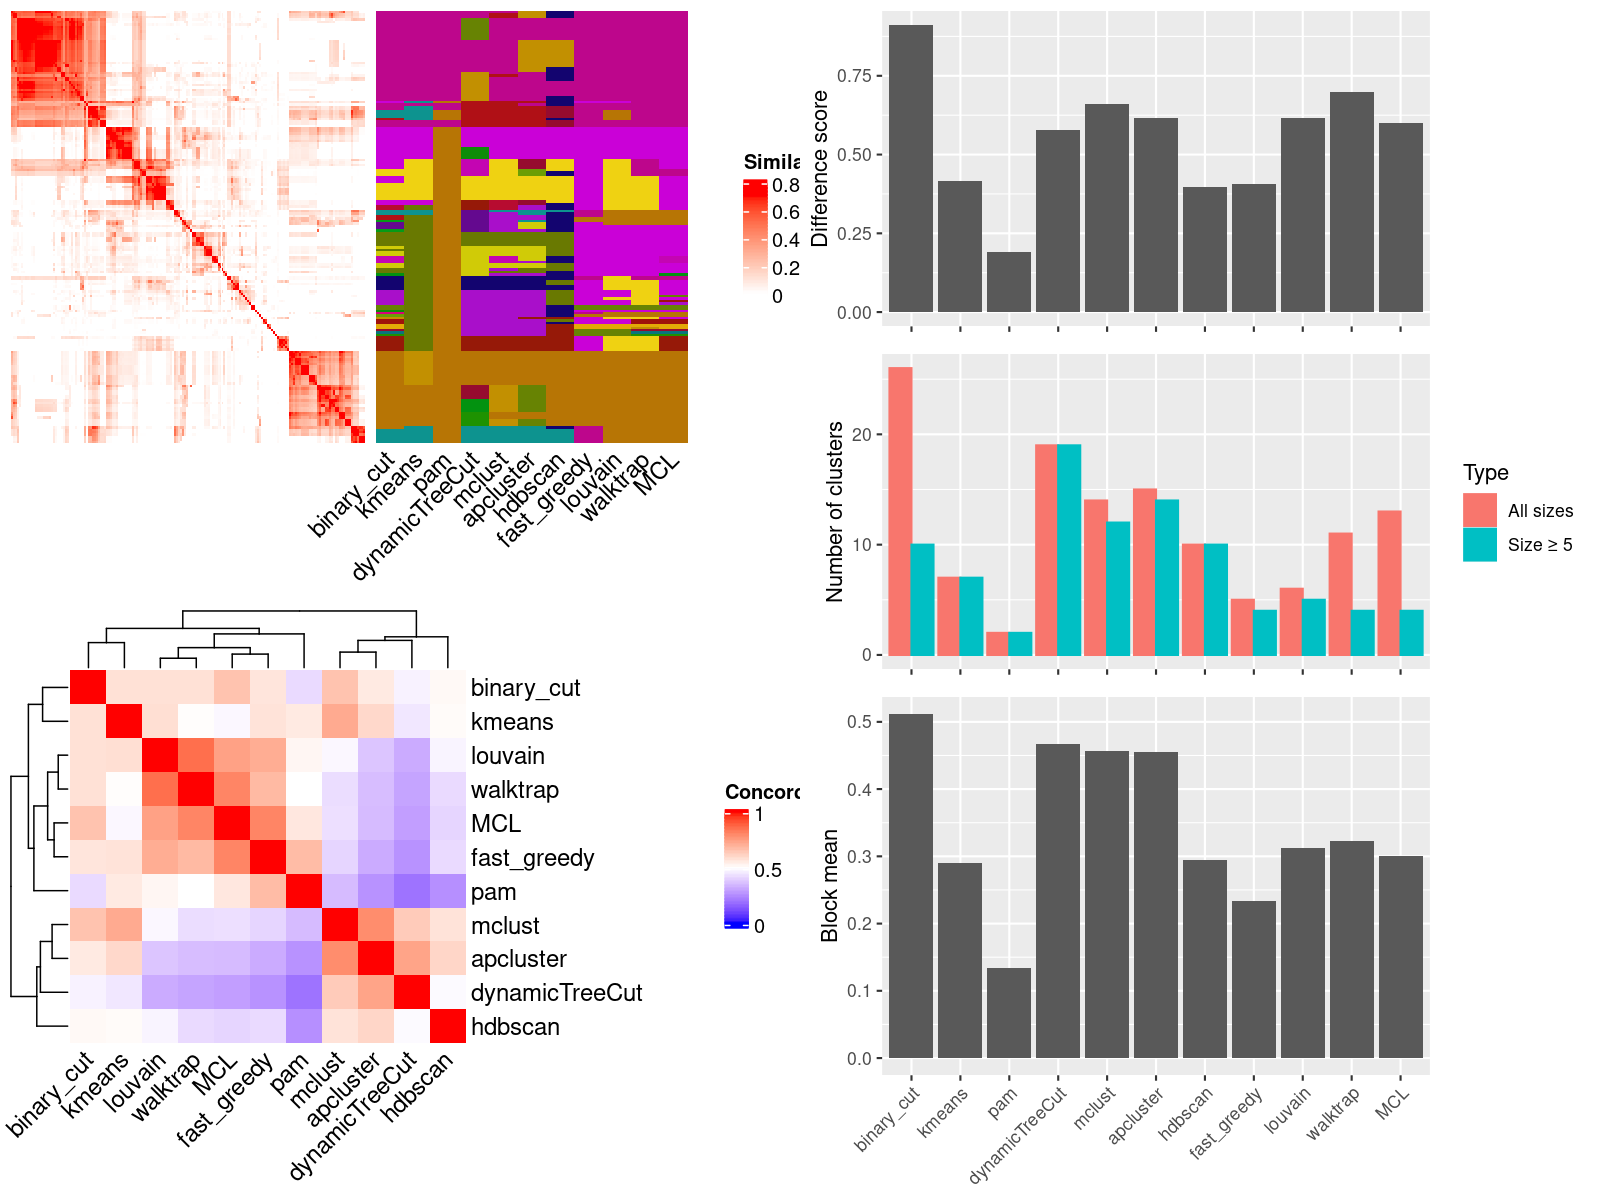 Simila
0.8
0.6
0.4
0.2
0
binary_cut
kmeans
pam
dynamicTreeCut
mclust
apcluster
hdbscan
fast_greedy
louvain
walktrap
MCL
binary_cut
kmeans
louvain
walktrap
MCL
fast_greedy
pam
mclust
apcluster
dynamicTreeCut
hdbscan
binary_cut
kmeans
louvain
walktrap
MCL
fast_greedy
pam
mclust
apcluster
dynamicTreeCut
hdbscan
Concord
1
0.5
0
Difference score
0.75
0.50
0.25
0.00
Number of clusters
20
10
0
Type
All sizes
Size ≥ 5
Block mean
0.5
0.4
0.3
0.2
0.1
0.0
binary_cut
kmeans
pam
dynamicTreeCut
mclust
apcluster
hdbscan
fast_greedy
louvain
walktrap
MCL